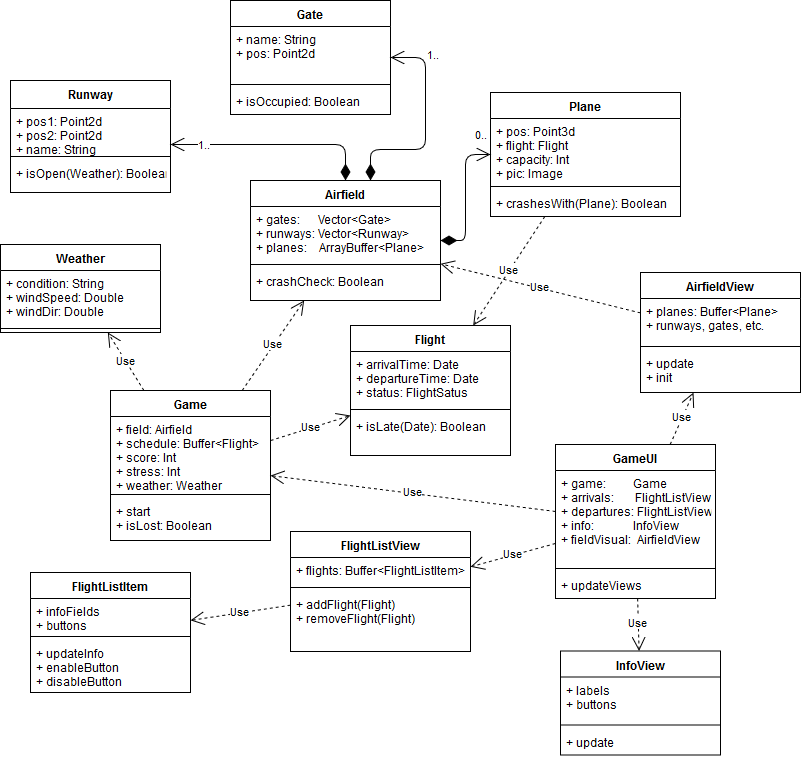 Gate
+ name: String
+ pos: Point2d
+ isOccupied: Boolean
1..
Runway
+ pos1: Point2d
+ pos2: Point2d
+ name: String
+ isOpen(Weather): Boolean
1..
Plane
+ pos: Point3d
+ flight: Flight
+ capacity: Int
+ pic: Image
+ crashesWith(Plane): Boolean
0..
Airfield
+ gates: Vector<Gate>
+ runways: Vector<Runway>
+ planes: ArrayBuffer<Plane>
+ crashCheck: Boolean
Weather
+ condition: String
+ windSpeed: Double
+ windDir: Double
Use
Use
AirfieldView
+ planes: Buffer<Plane>
+ runways, gates, etc.
+ update
+ init
Flight
+ arrivalTime: Date
+ departureTime: Date
+ status: FlightSatus
+ isLate(Date): Boolean
Use
Use
Game
+ field: Airfield
+ schedule: Buffer<Flight>
+ score: Int
+ stress: Int
+ weather: Weather
+ start
+ isLost: Boolean
Use
Use
GameUI
+ game: Game
+ arrivals: FlightListView
+ departures: FlightListView
+ info: InfoView
+ fieldVisual: AirfieldView
+ updateViews
Use
Use
FlightListView
+ flights: Buffer<FlightListItem>
+ addFlight(Flight)
+ removeFlight(Flight)
FlightListItem
+ infoFields
+ buttons
+ updateInfo
+ enableButton
+ disableButton
Use
Use
InfoView
+ labels
+ buttons
+ update